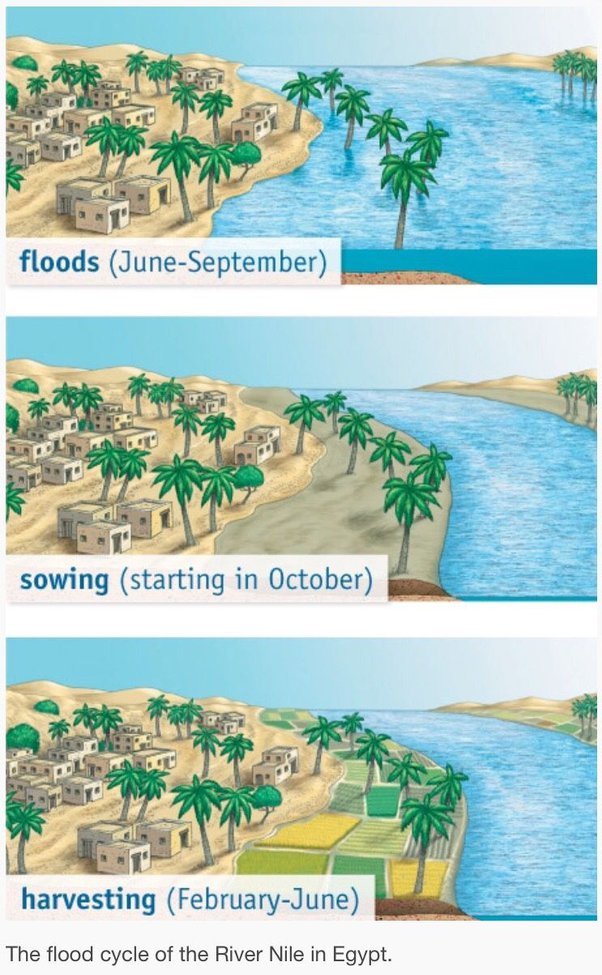 floods (June-September)
sowing (starting in October)
harvesting (February-June)
The flood cycle of the River Nile in Egypt.